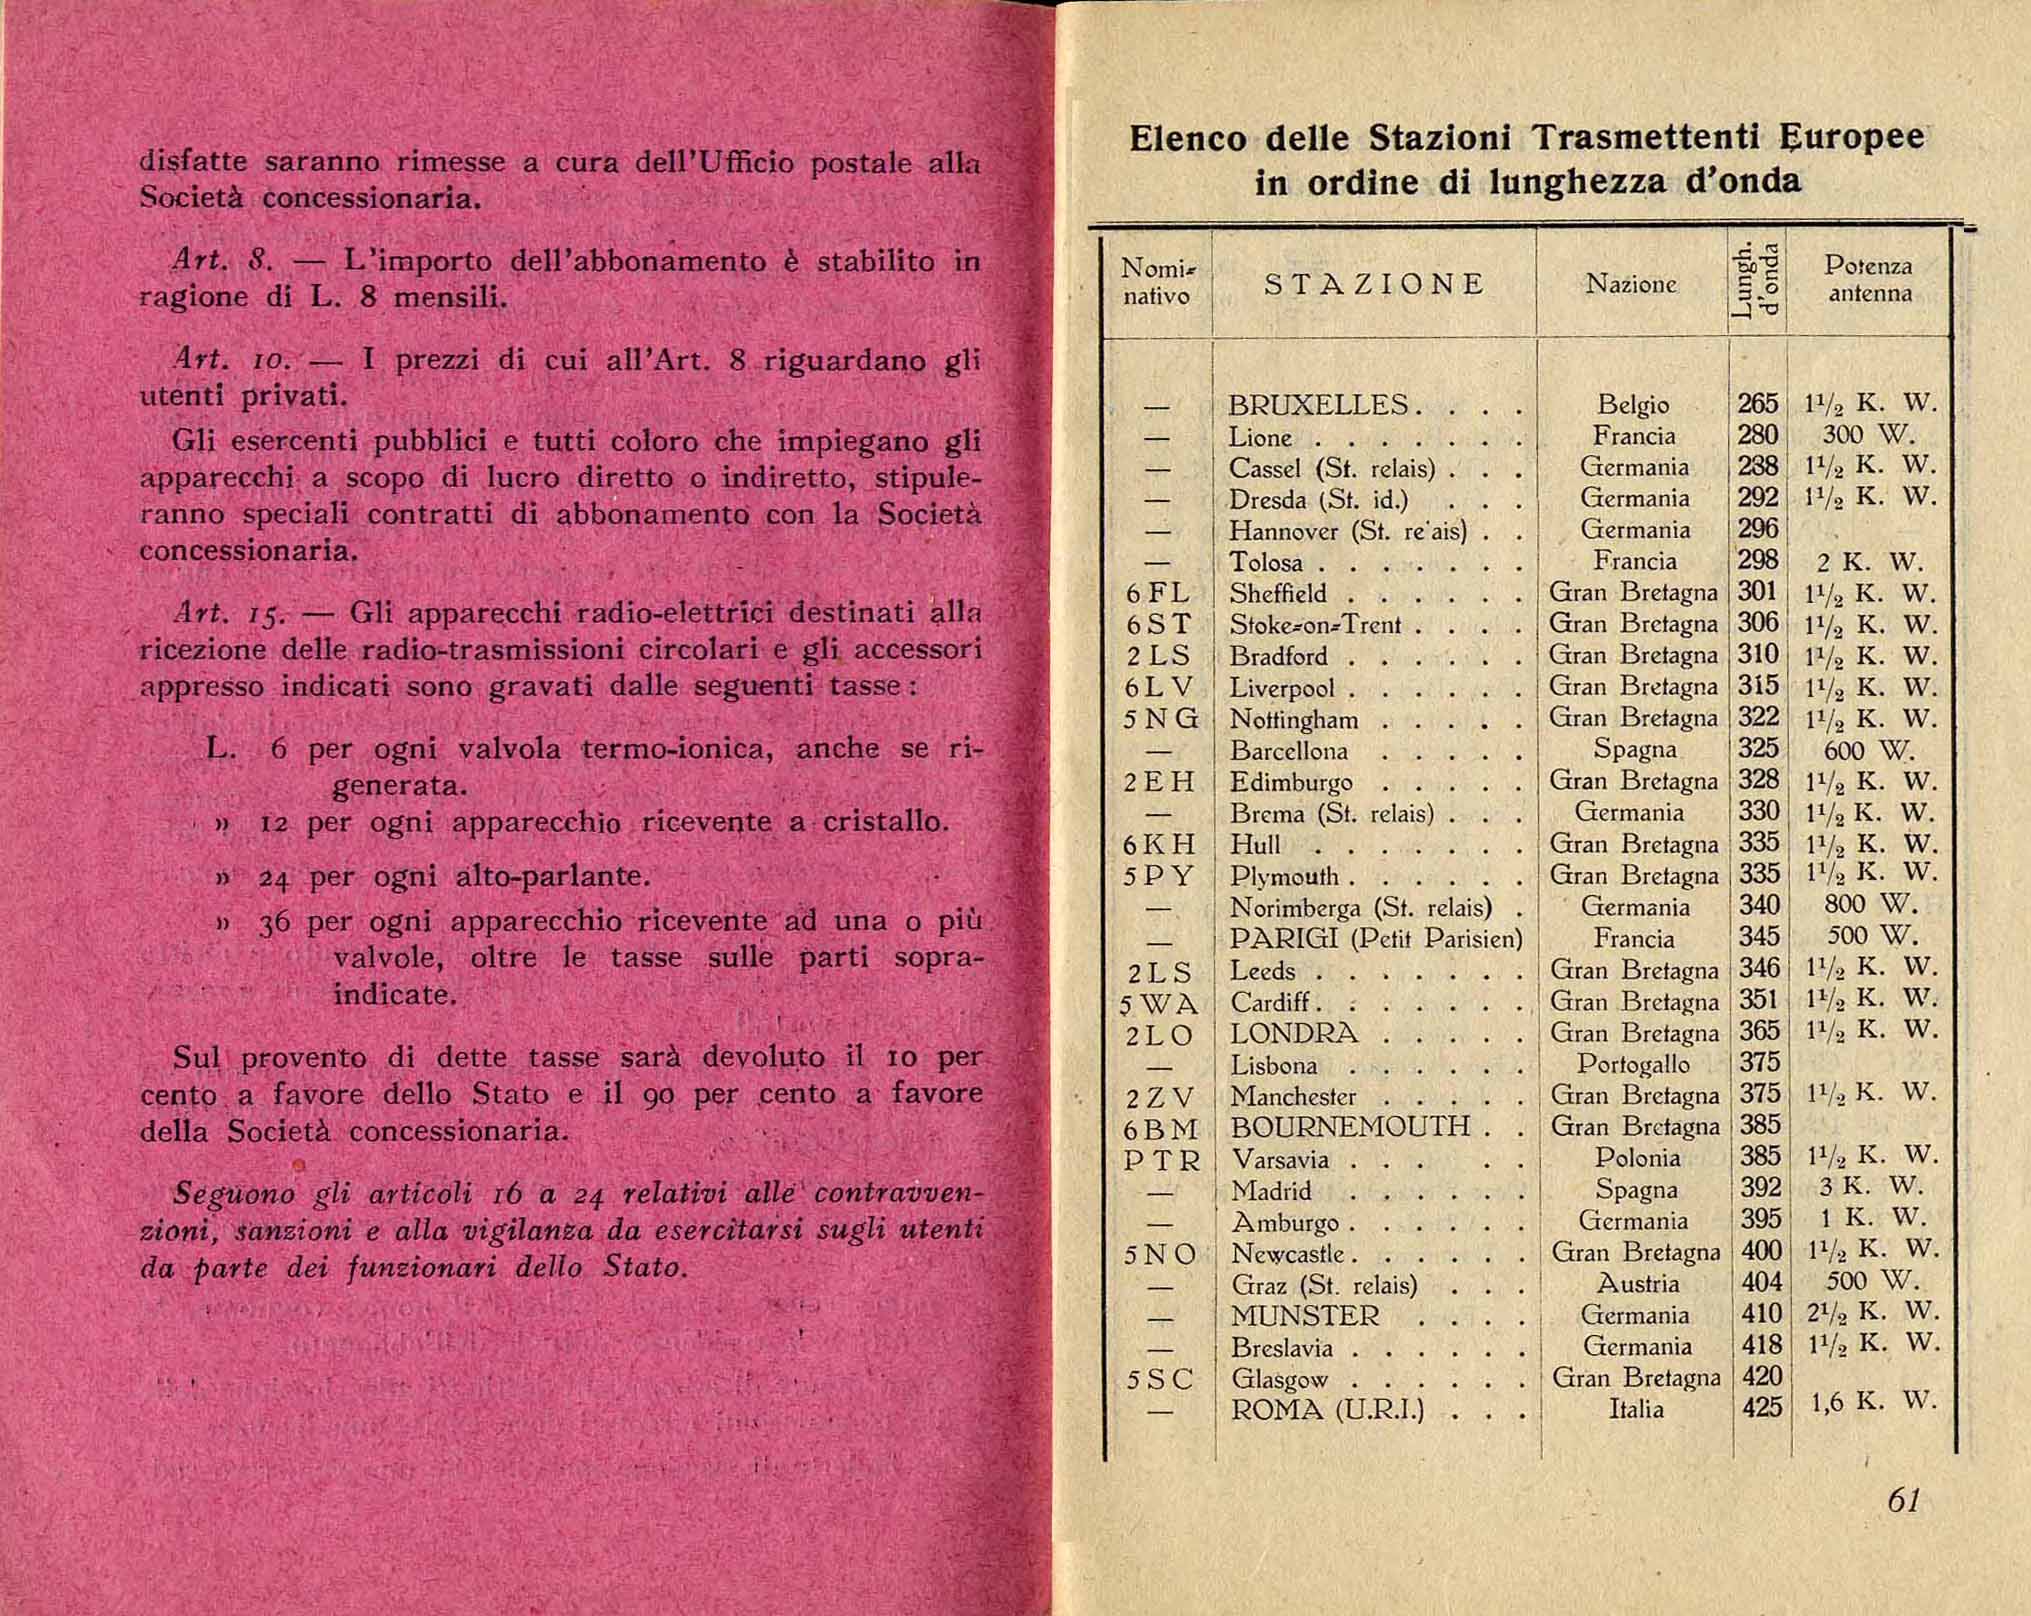 disfatte saranno rimesse a cura dell'Ufficio postale alla
Società concessionaria.
Art. 8. — L'importo dell'abbonamento è stabilito in
ragione di L. 8 mensili.
Art. 10. — I prezzi di cui all'Art. 8 riguardano gli
utenti privati.
Gli esercenti pubblici e tutti coloro che impiegano gli
apparecchi a scopo di lucro diretto o indiretto, stipule-
ranno speciali contratti di abbonamento con la Società
concessionaria.
Art. 15. — Gli apparecchi radio-elettrici destinati alla
ricezione delle radio-trasmissioni circolari e gli accessori
appresso indicati sono gravati dalle seguenti tasse :
L. 6 per ogni valvola termo-ionica, anche se ri-
generata.
» 12 per ogni apparecchio ricevente a cristallo.
» 24 per ogni alto-parlante.
» 36 per ogni apparecchio ricevente ad una o più
valvole, oltre le tasse sulle parti sopra-
indicate.
Sul provento di dette tasse sarà devoluto il 10 per
cento a favore dello Stato e il 90 per cento a favore
della Società concessionaria.
Seguono gli articoli 16 a 24 relativi alle contravven-
zioni, sanzioni e alla vigilanza da esercitarsi sugli utenti
da parte dei funzionari dello Stato.
Elenco delle Stazioni Trasmettenti Europee
in ordine di lunghezza d'onda
Nomi-nativo STAZIONE Nazione Lungh. d'onda Potenza antenna
— BRUXELLES. . . . Belgio 265 1½ K. W.
— Lione . . . . . . . Francia 280 300 W.
— Cassel (St. relais) . . . Germania 238 1½ K. W.
— Dresda (St. id.) . . . Germania 292 1½ K. W.
— Hannover (St. re'ais) . . Germania 296
— Tolosa . . . . . . . Francia 298 2 K. W.
6 F L Sheffield . . . . . . Gran Bretagna 301 1½ K. W.
6 S T Stoke-on-Trent . . . . Gran Bretagna 306 1½ K. W.
2 L S Bradford . . . . . . Gran Bretagna 310 1½ K. W.
6 L V Liverpool . . . . . . Gran Bretagna 315 1½ K. W.
5 N G Nottingham . . . . . Gran Bretagna 322 1½ K. W.
— Barcellona . . . . . Spagna 325 600 W.
2 E H Edimburgo . . . . . Gran Bretagna 328 1½ K. W.
— Brema (St. relais) . . . Germania 330 1½ K. W.
6 K H Hull . . . . . . . Gran Bretagna 335 1½ K. W.
5 P Y Plymouth . . . . . . Gran Bretagna 335 1½ K. W.
— Norimberga (St. relais) . Germania 340 800 W.
— PARIGI (Petit Parisien) Francia 345 500 W.
2 L S Leeds . . . . . . . Gran Bretagna 346 1½ K. W.
5 W A Cardiff . . . . . . . Gran Bretagna 351 1½ K. W.
2 L O LONDRA . . . . . Gran Bretagna 365 1½ K. W.
— Lisbona . . . . . . Portogallo 375
2 Z V Manchester . . . . . Gran Bretagna 375 1½ K. W.
6 B M BOURNEMOUTH . . Gran Bretagna 385
P T R Varsavia . . . . . Polonia 385 1½ K. W.
— Madrid . . . . . . Spagna 392 3 K. W.
— Amburgo . . . . . . Germania 395 1 K. W.
5 N O Newcastle . . . . . . Gran Bretagna 400 1½ K. W.
— Graz (St. relais) . . . Austria 404 500 W.
— MUNSTER . . . . Germania 410 2½ K. W.
— Breslavia . . . . . . Germania 418 1½ K. W.
5 S C Glasgow . . . . . . Gran Bretagna 420
— ROMA (U.R.I.) . . . Italia 425 1,6 K. W.
61